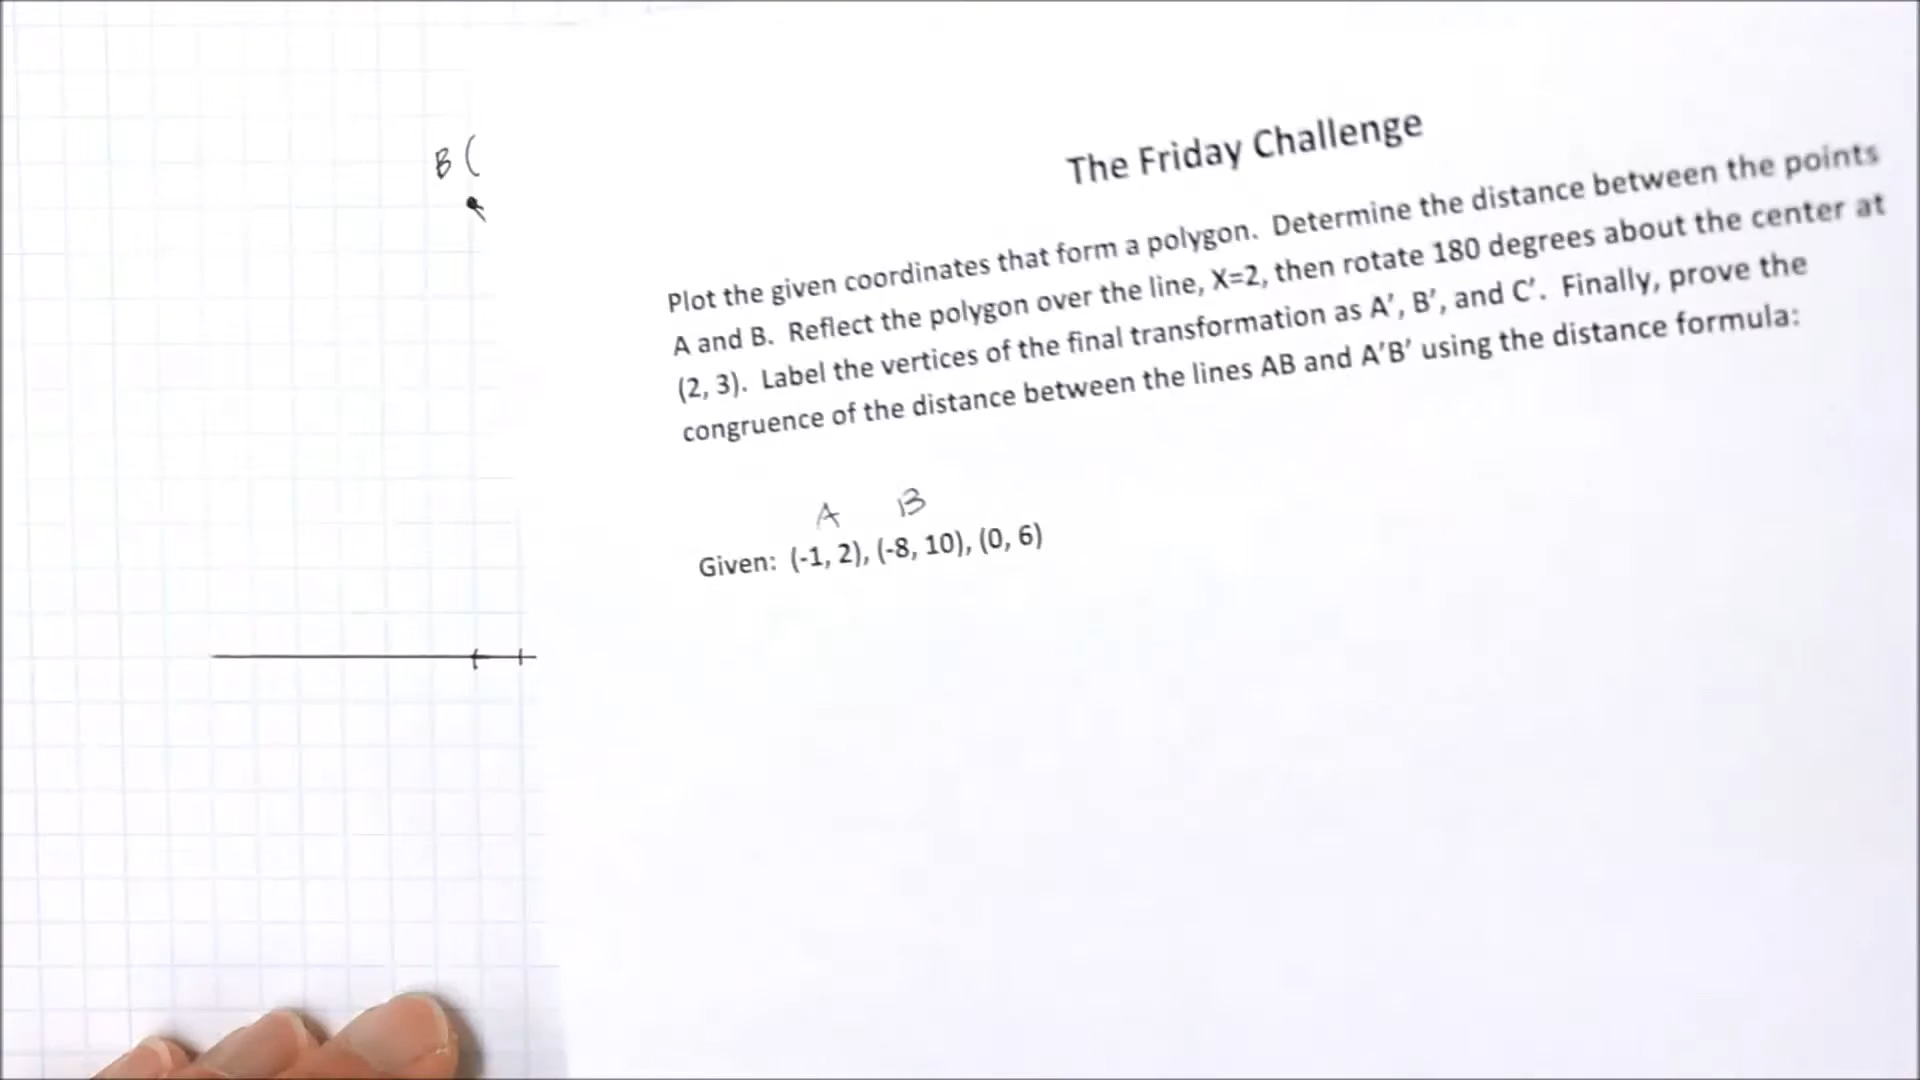 B (
The Friday Challenge
Plot the given coordinates that form a polygon. Determine the distance between the points
A and B. Reflect the polygon over the line, X=2, then rotate 180 degrees about the center at
(2, 3). Label the vertices of the final transformation as A′, B′, and C′. Finally, prove the
congruence of the distance between the lines AB and A′B′ using the distance formula:
A B
Given: (-1, 2), (-8, 10), (0, 6)